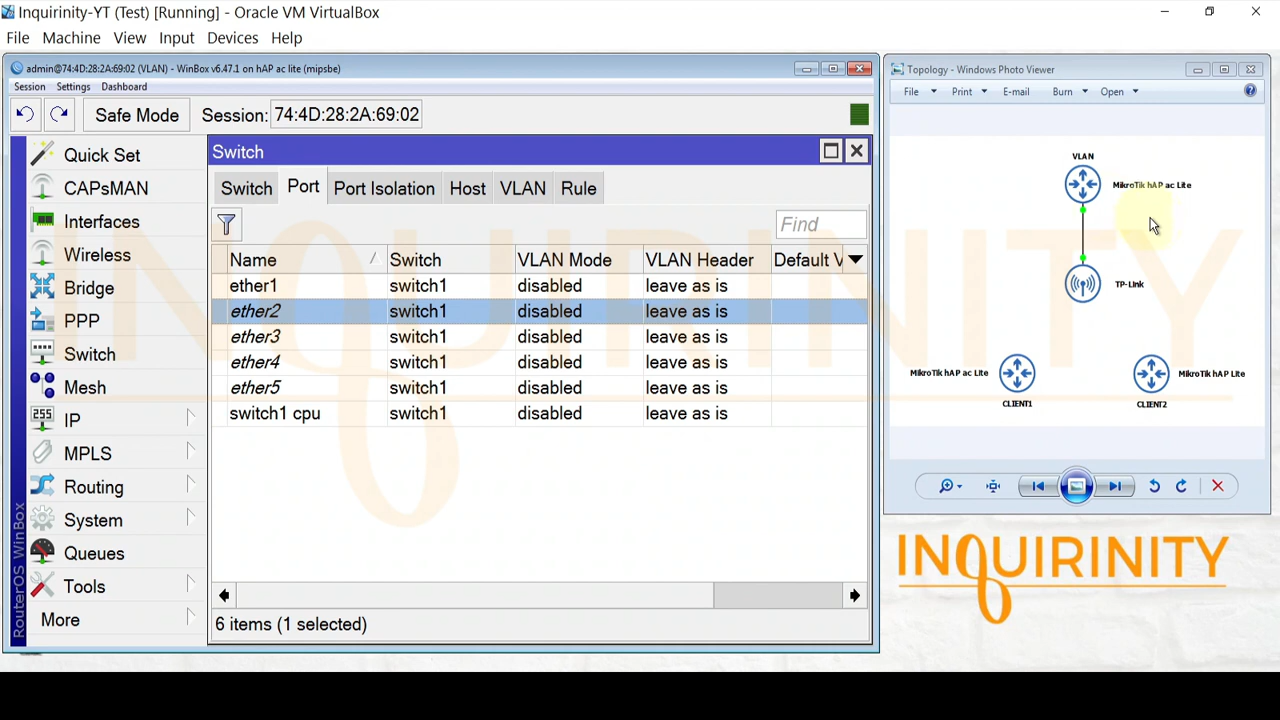 Inquirinity-YT (Test) [Running] - Oracle VM VirtualBox
File Machine View Input Devices Help
admin@74:4D:28:2A:69:02 (VLAN) - WinBox v6.47.1 on hAP ac lite (mipsbe)
Session Settings Dashboard
Safe Mode Session: 74:4D:28:2A:69:02
Quick Set
CAPsMAN
Interfaces
Wireless
Bridge
PPP
Switch
Mesh
255 IP
MPLS
Routing
System
Queues
Tools
More
RouterOS WinBox
Switch
Switch Port Port Isolation Host VLAN Rule
Find
Name Switch VLAN Mode VLAN Header Default V
ether1 switch1 disabled leave as is
ether2 switch1 disabled leave as is
ether3 switch1 disabled leave as is
ether4 switch1 disabled leave as is
ether5 switch1 disabled leave as is
switch1 cpu switch1 disabled leave as is
6 items (1 selected)
Topology - Windows Photo Viewer
File Print E-mail Burn Open
VLAN
MikroTik hAP ac Lite
TP-Link
MikroTik hAP ac Lite
CLIENT1
MikroTik hAP Lite
CLIENT2
INQUIRINITY
INQUIRINITY